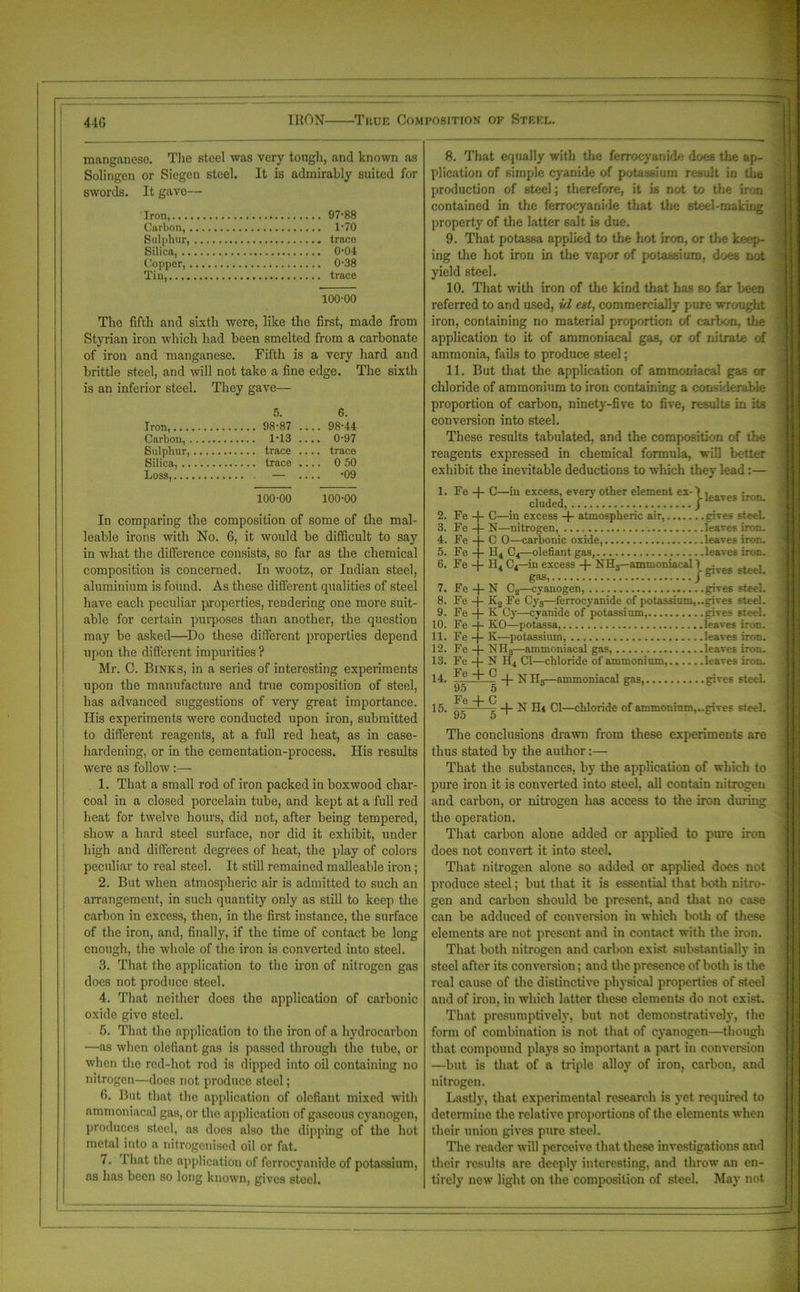 446
IRON——TRUE COMPOSITION OF STEEL.
manganese. The steel was very tough, and known as
Solingen or Siegen steel. It is admirably suited for
swords. It gave—
Iron,........................... 97·88
Carbon,........................ 1·70
Sulphur,........................ trace
Silica,.......................... 0·04
Copper,......................... 0·38
Tin,............................ trace
100·00
The fifth and sixth were, like the first, made from
Styrian iron which had been smelted from a carbonate
of iron and manganese. Fifth is a very hard and
brittle steel, and will not take a fine edge. The sixth
is an inferior steel. They gave—
5. 6.
Iron,............. 98·87 .... 98·44
Carbon,............ 1·13 .... 0·97
Sulphur,........... trace .... trace
Silica,............. trace .... 0 50
Loss,.............. — .... ·09
100·00 100·00
In comparing the composition of some of the mal-
leable irons with No. 6, it would be difficult to say
in what the difference consists, so far as the chemical
composition is concerned. In wootz, or Indian steel,
aluminium is found. As these different qualities of steel
have each peculiar properties, rendering one more suit-
able for certain purposes than another, the question
may be asked—Do these different properties depend
upon the different impurities?
Mr. C. BINKS, in a series of interesting experiments
upon the manufacture and true composition of steel,
has advanced suggestions of very great importance.
His experiments were conducted upon iron, submitted
to different reagents, at a full red heat, as in case-
hardening, or in the cementation-process. His results
were as follow:—
1. That a small rod of iron packed in boxwood char-
coal in a closed porcelain tube, and kept at a full red
heat for twelve hours, did not, after being tempered,
show a hard steel surface, nor did it exhibit, under
high and different degrees of heat, the play of colors
peculiar to real steel. It still remained malleable iron;
2. But when atmospheric air is admitted to such an
arrangement, in such quantity only as still to keep the
carbon in excess, then, in the first instance, the surface
of the iron, and, finally, if the time of contact be long
enough, the whole of the iron is converted into steel.
3. That the application to the iron of nitrogen gas
does not produce steel.
4. That neither does the application of carbonic
oxide give steel.
5. That the application to the iron of a hydrocarbon
—as when olefiant gas is passed through the tube, or
when the red-hot rod is dipped into oil containing no
nitrogen—does not produce steel;
6. But that the application of olefiant mixed with
ammoniacal gas, or the application of gaseous cyanogen,
produces steel, as does also the dipping of the hot
metal into a nitrogenised oil or fat.
7. That the application of ferrocyanide of potassium,
as has been so long known, gives steel.
8. That equally with the ferrocyanide does the ap-
plication of simple cyanide of potassium result in the
production of steel; therefore, it is not to the iron
contained in the ferrocyanide that the steel-making
property of the latter salt is due.
9. That potassa applied to the hot iron, or the keep-
ing the hot iron in the vapor of potassium, does not
yield steel.
10. That with iron of the kind that has so far been
referred to and used, id est, commercially pure wrought
iron, containing no material proportion of carbon, the
application to it of ammoniacal gas, or of nitrate of
ammonia, fails to produce steel;
11. But that the application of ammoniacal gas or
chloride of ammonium to iron containing a considerable
proportion of carbon, ninety-five to five, results in its
conversion into steel.
These results tabulated, and the composition of the
reagents expressed in chemical formula, will better
exhibit the inevitable deductions to which they lead:—
1. Fe + C—in excess, every other element ex-} leaves iron.
cluded,.....................
2. Fe + C—in excess + atmospheric air,.......gives steel.
3. Fe + N—nitrogen,.....................leaves iron.
4. Fe + C O—carbonic oxide,...............leaves iron.
5. Fe + H4 C4—olefiant gas,...............leaves iron.
6. Fe + H4 C4—in excess + NH3—ammoniacal} gives steel.
gas,.....................
7. Fe + N C2—cyanogen,.................gives steel.
8. Fe + K2 Fe Cy3—ferrocyanide of potassium,..gives steel.
9. Fe + K Cy—cyanide of potassium,.........gives steel.
10. Fe + KO—potassa,.....................leaves iron.
11. Fe + K—potassium,...................leaves iron.
12. Fe + NH3—ammoniacal gas,.............leaves iron.
13. Fe + N H4 Cl—chloride of ammonium,......leaves iron.
14. Fe + C / 95 5 + N H3—ammoniacal gas,..........gives steel.
15. Fe + C / 95 5 + N H4 Cl—chloride of ammonium,..gives steel.
The conclusions drawn from these experiments are
thus stated by the author:—
That the substances, by the application of which to
pure iron it is converted into steel, all contain nitrogen
and carbon, or nitrogen has access to the iron during
the operation.
That carbon alone added or applied to pure iron
does not convert it into steel.
That nitrogen alone so added or applied does not
produce steel; but that it is essential that both nitro-
gen and carbon should be present, and that no case
can be adduced of conversion in which both of these
elements are not present and in contact with the iron.
That both nitrogen and carbon exist substantially in
steel after its conversion; and the presence of both is the
real cause of the distinctive physical properties of steel
and of iron, in which latter these elements do not exist.
That presumptively, but not demonstratively, the
form of combination is not that of cyanogen—though
that compound plays so important a part in conversion
—but is that of a triple alloy of iron, carbon, and
nitrogen.
Lastly, that experimental research is yet required to
determine the relative proportions of the elements when
their union gives pure steel.
The reader will perceive that these investigations and
their results are deeply interesting, and throw an en-
tirely new light on the composition of steel. May not